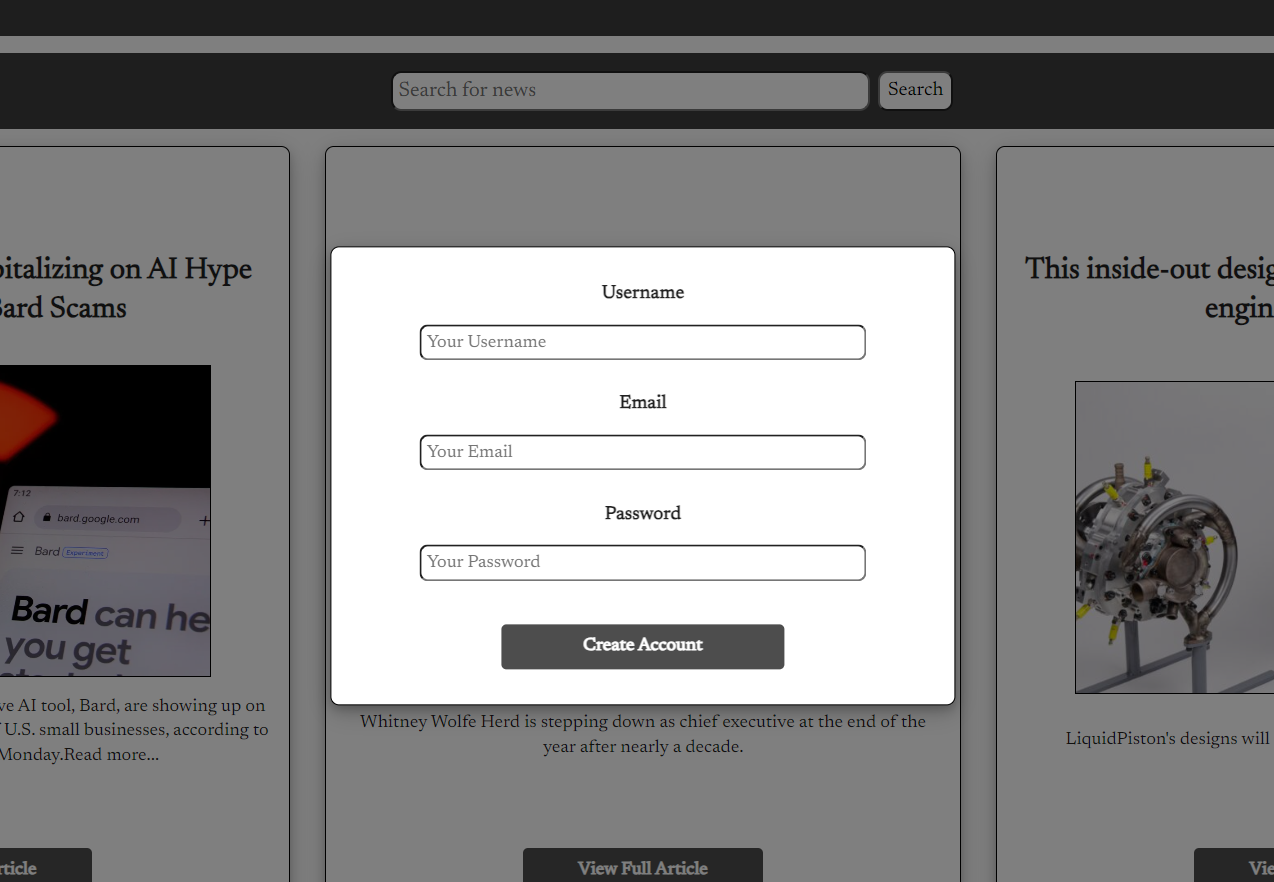 Search for news
Search
pitalizing on AI Hype
Bard Scams
7:12
bard.google.com
Bard Experiment
Bard can he
you get
ve AI tool, Bard, are showing up on
U.S. small businesses, according to
Monday.Read more...
rticle
Username
Your Username
Email
Your Email
Password
Your Password
Create Account
Whitney Wolfe Herd is stepping down as chief executive at the end of the
year after nearly a decade.
View Full Article
This inside-out desig
engin
LiquidPiston's designs will
Vie